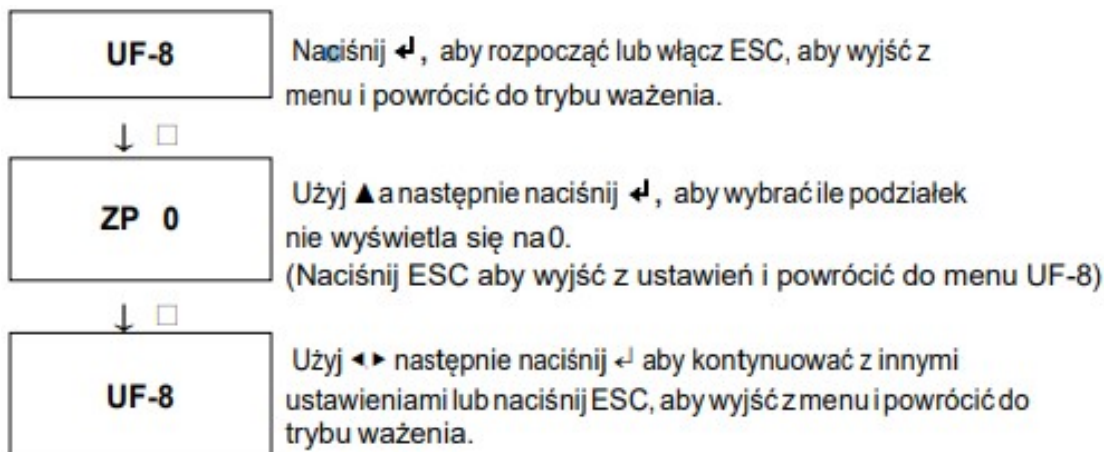 UF-8
Naciśnij ↵, aby rozpocząć lub włącz ESC, aby wyjść z
menu i powrócić do trybu ważenia.
↓ □
ZP 0
Użyj ▲a następnie naciśnij ↵, aby wybrać ile podziałek
nie wyświetla się na 0.
(Naciśnij ESC aby wyjść z ustawień i powrócić do menu UF-8)
↓ □
UF-8
Użyj ◄► następnie naciśnij ↵ aby kontynuować z innymi
ustawieniami lub naciśnij ESC, aby wyjść z menu i powrócić do
trybu ważenia.